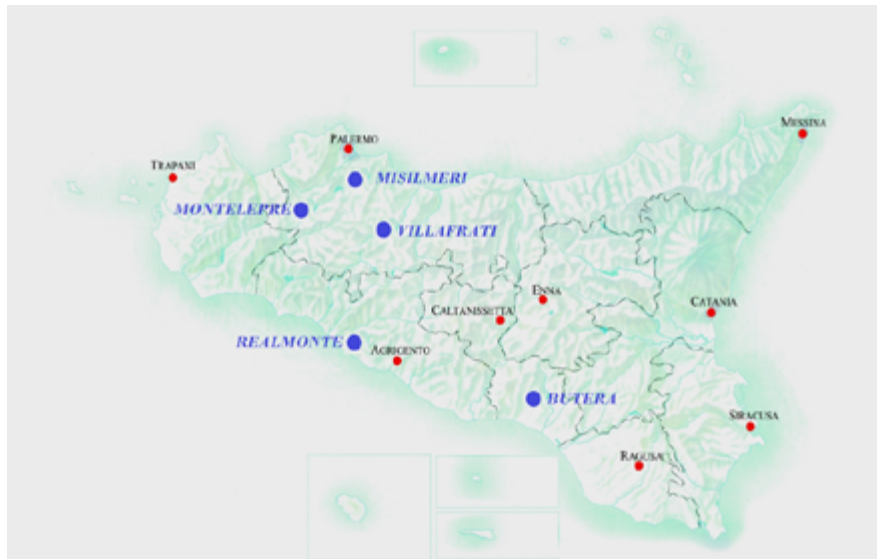 MESSINA
PALERMO
TRAPANI
MISILMERI
MONTELEPRE
VILLAFRATI
ENNA
CATANIA
CALTANISSETTA
REALMONTE
AGRIGENTO
BUTERA
SIRACUSA
RAGUSA